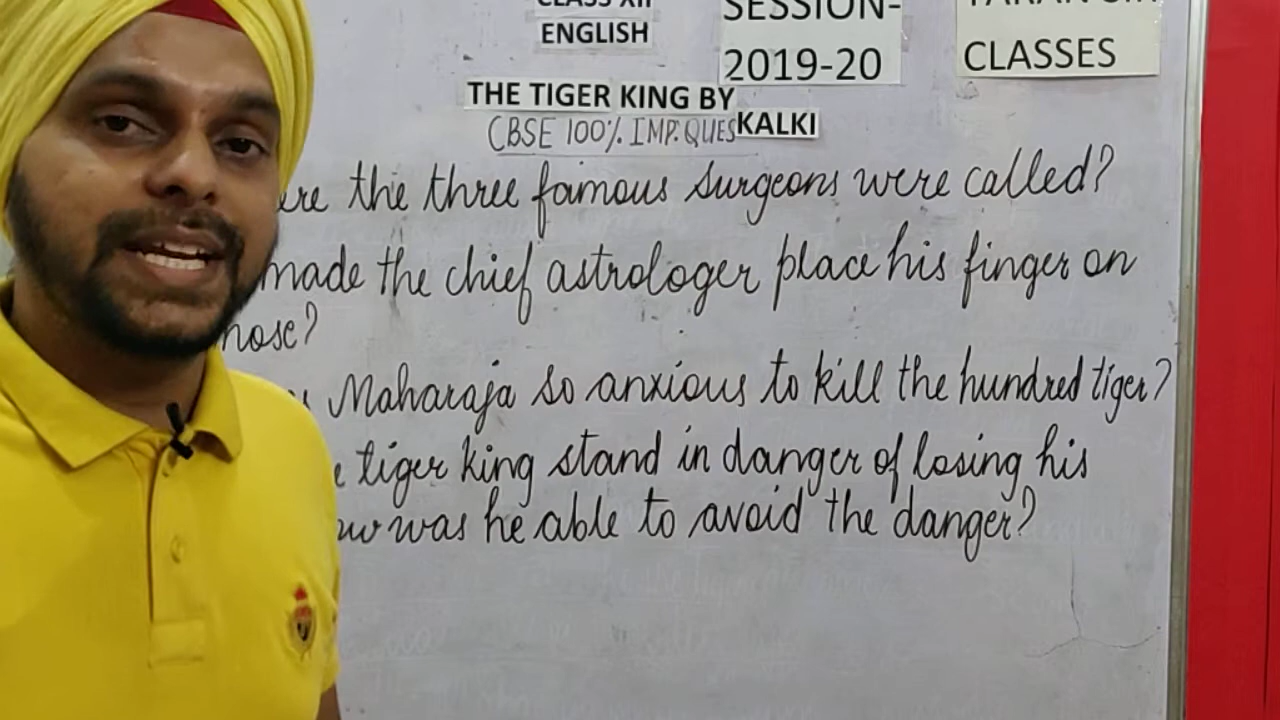 CLASS XII
ENGLISH
SESSION-
2019-20
CLASSES
THE TIGER KING BY
KALKI
CBSE 100% IMP. QUES
the three famous surgeons were called?
made the chief astrologer place his finger on
nose?
Maharaja so anxious to kill the hundred tiger?
tiger king stand in danger of losing his
was he able to avoid the danger?